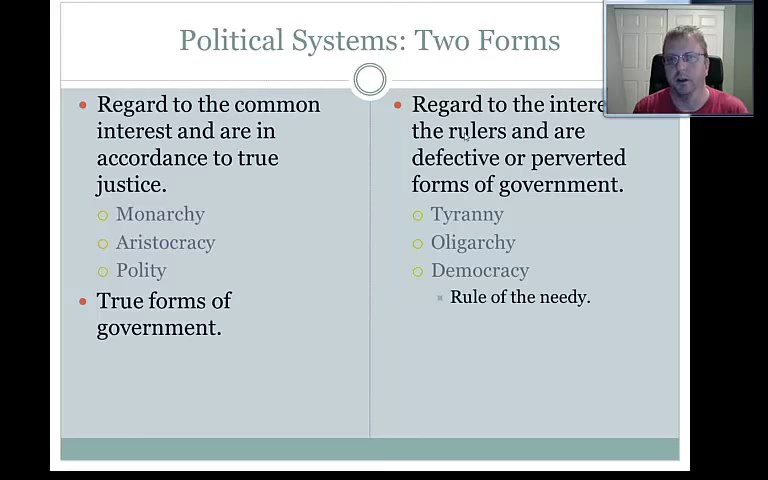 Political Systems: Two Forms
Regard to the common
interest and are in
accordance to true
justice.
Monarchy
Aristocracy
Polity
True forms of
government.
Regard to the
the rulers and are
defective or perverted
forms of government.
Tyranny
Oligarchy
Democracy
Rule of the needy.